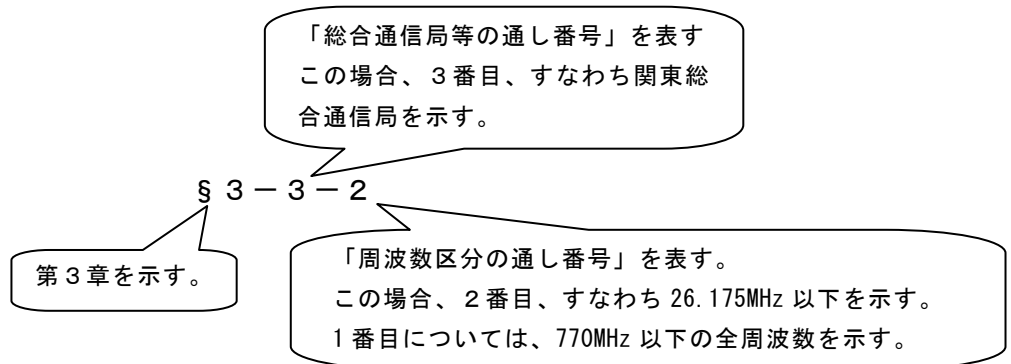 「総合通信局等の通し番号」を表す
この場合、３番目、すなわち関東総
合通信局を示す。
§３－３－２
第３章を示す。
「周波数区分の通し番号」を表す。
この場合、２番目、すなわち 26.175MHz 以下を示す。
1 番目については、770MHz 以下の全周波数を示す。